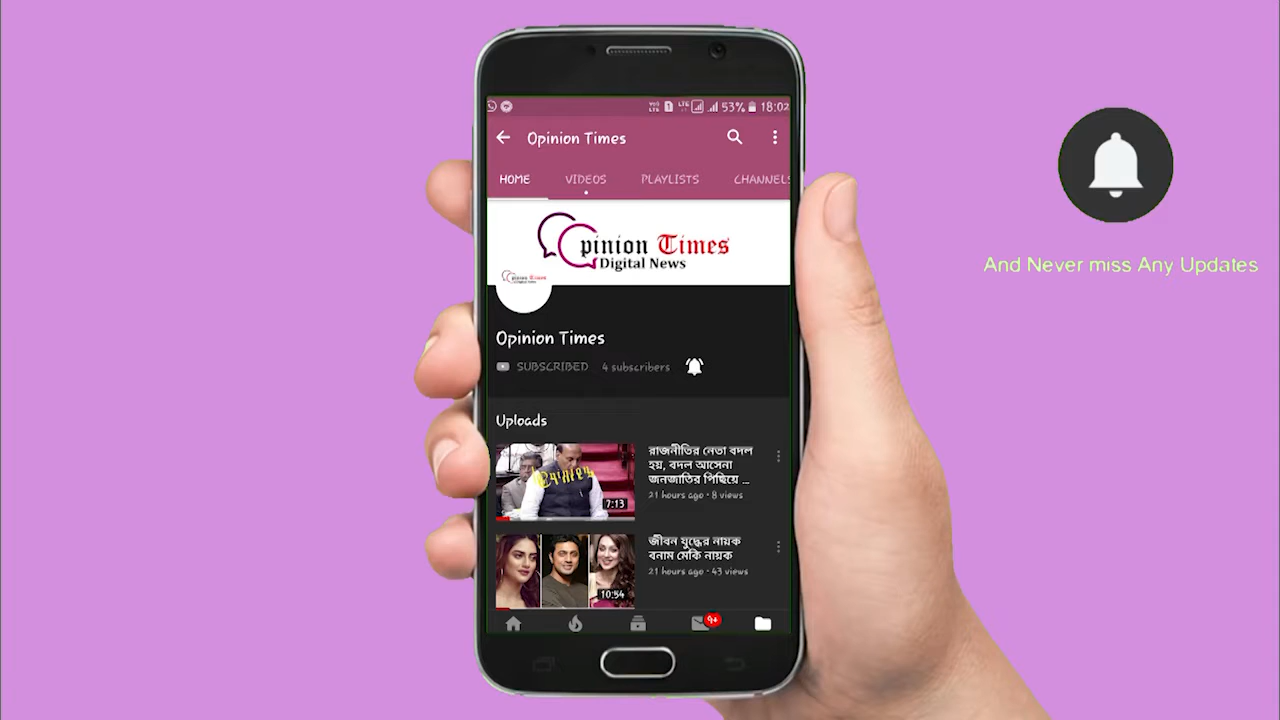 53% 18:02
Opinion Times
HOME VIDEOS PLAYLISTS CHANNELS
pinion Times
Digital News
pinion Times
Opinion Times
SUBSCRIBED 4 subscribers
Uploads
রাজনীতির নেতা বদল
হয়, বদল আসেনা
জনজাতির পিছিয়ে ...
21 hours ago • 8 views
7:13
জীবন যুদ্ধের নায়ক
বনাম মেকি নায়ক
21 hours ago • 43 views
10:54
9+
And Never miss Any Updates